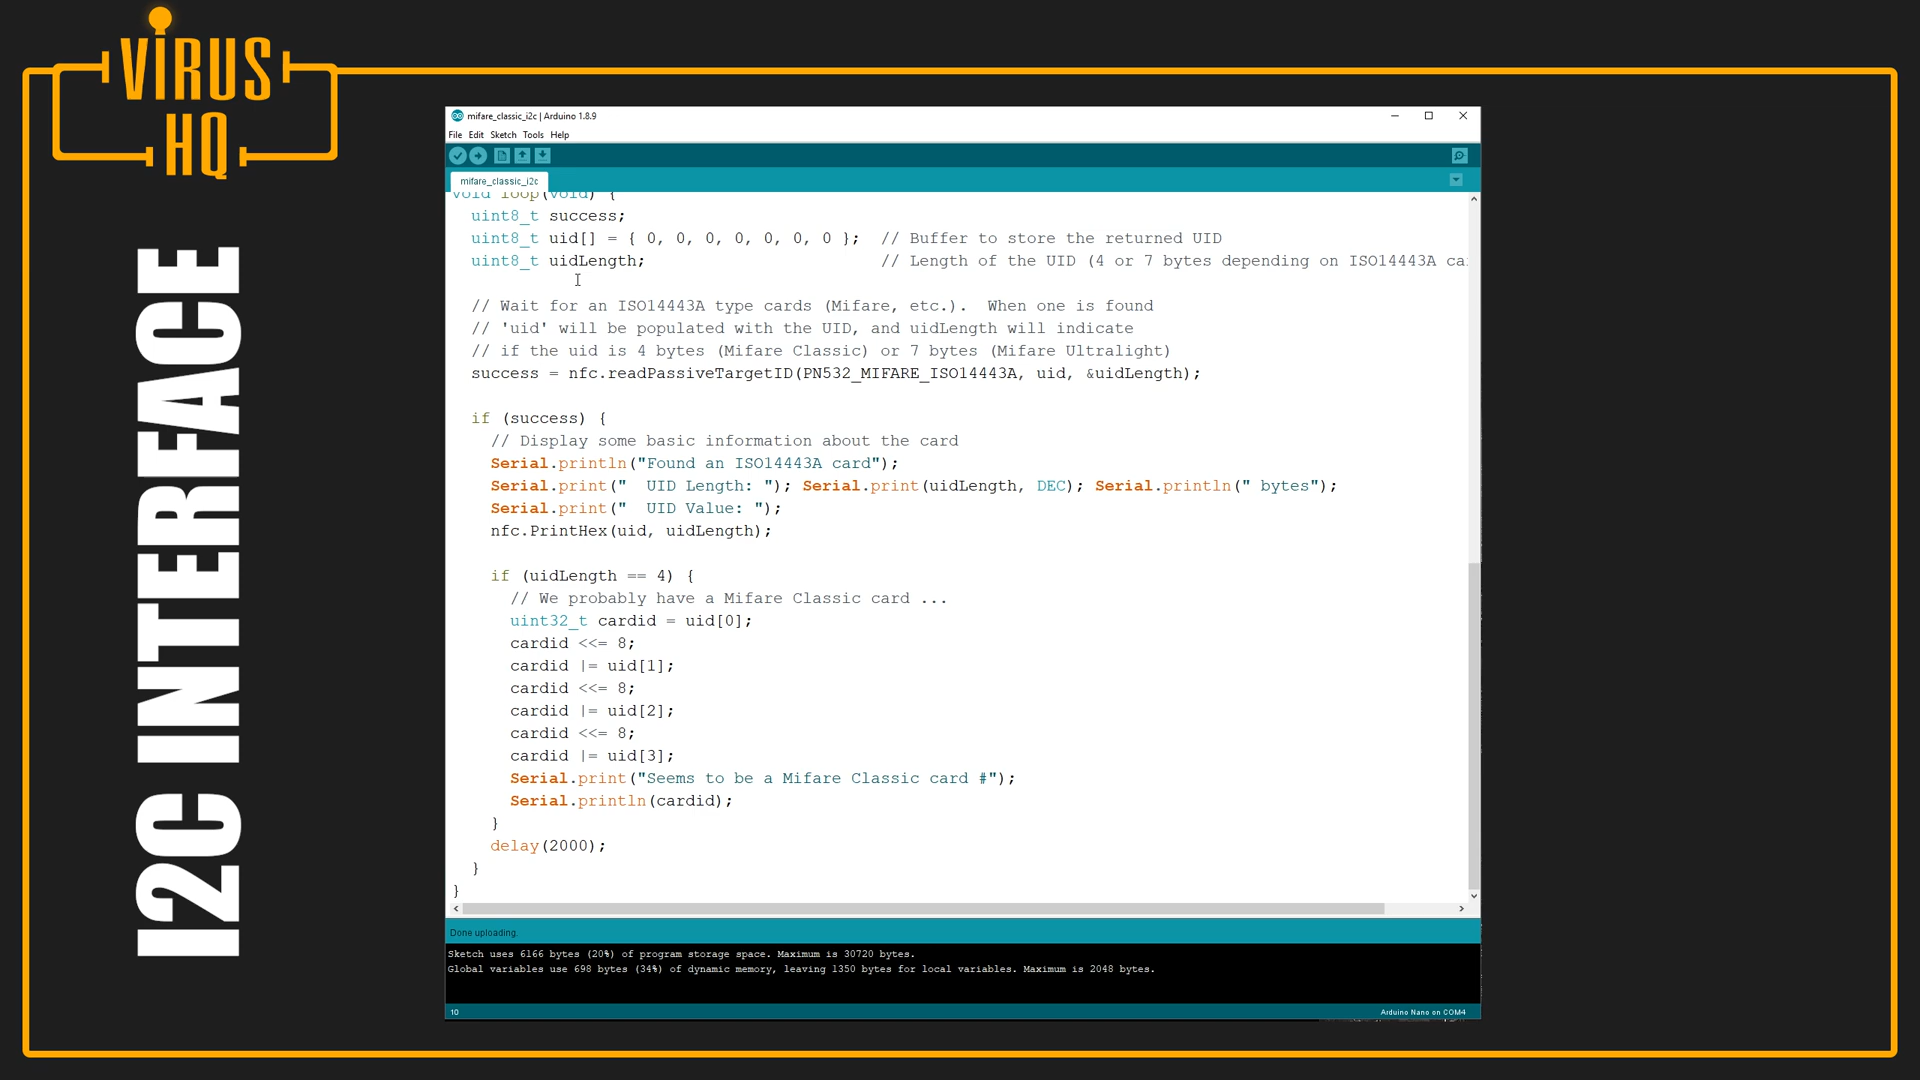 VIRUS
HQ
I2C INTERFACE
mifare_classic_i2c | Arduino 1.8.9
File Edit Sketch Tools Help
mifare_classic_i2c
void loop(void) {
  uint8_t success;
  uint8_t uid[] = { 0, 0, 0, 0, 0, 0, 0 };  // Buffer to store the returned UID
  uint8_t uidLength;                        // Length of the UID (4 or 7 bytes depending on ISO14443A ca
  // Wait for an ISO14443A type cards (Mifare, etc.).  When one is found
  // 'uid' will be populated with the UID, and uidLength will indicate
  // if the uid is 4 bytes (Mifare Classic) or 7 bytes (Mifare Ultralight)
  success = nfc.readPassiveTargetID(PN532_MIFARE_ISO14443A, uid, &uidLength);
  if (success) {
    // Display some basic information about the card
    Serial.println("Found an ISO14443A card");
    Serial.print("  UID Length: "); Serial.print(uidLength, DEC); Serial.println(" bytes");
    Serial.print("  UID Value: ");
    nfc.PrintHex(uid, uidLength);
    if (uidLength == 4) {
      // We probably have a Mifare Classic card ...
      uint32_t cardid = uid[0];
      cardid <<= 8;
      cardid |= uid[1];
      cardid <<= 8;
      cardid |= uid[2];
      cardid <<= 8;
      cardid |= uid[3];
      Serial.print("Seems to be a Mifare Classic card #");
      Serial.println(cardid);
    }
    delay(2000);
  }
}
Done uploading.
Sketch uses 6166 bytes (20%) of program storage space. Maximum is 30720 bytes.
Global variables use 698 bytes (34%) of dynamic memory, leaving 1350 bytes for local variables. Maximum is 2048 bytes.
10
Arduino Nano on COM4